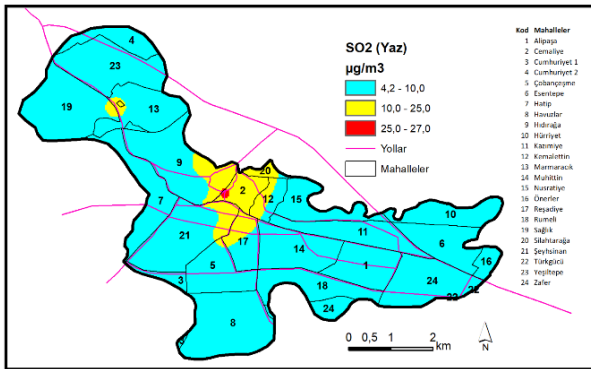 SO2 (Yaz)
µg/m3
4,2 - 10,0
10,0 - 25,0
25,0 - 27,0
Yollar
Mahalleler
Kod Mahalleler
1 Alipaşa
2 Cemaliye
3 Cumhuriyet 1
4 Cumhuriyet 2
5 Çobançeşme
6 Esentepe
7 Hatip
8 Havuzlar
9 Hıdırağa
10 Hürriyet
11 Kazımiye
12 Kemalettin
13 Marmaracık
14 Muhittin
15 Nusratiye
16 Önerler
17 Reşadiye
18 Rumeli
19 Sağlık
20 Silahtarağa
21 Şeyhsinan
22 Türkgücü
23 Yeşiltepe
24 Zafer
4
23
19
13
9
20
2
12
15
7
10
11
21
17
6
14
16
5
1
3
18
24
22
23
8
24
0 0,5 1 2
km
N